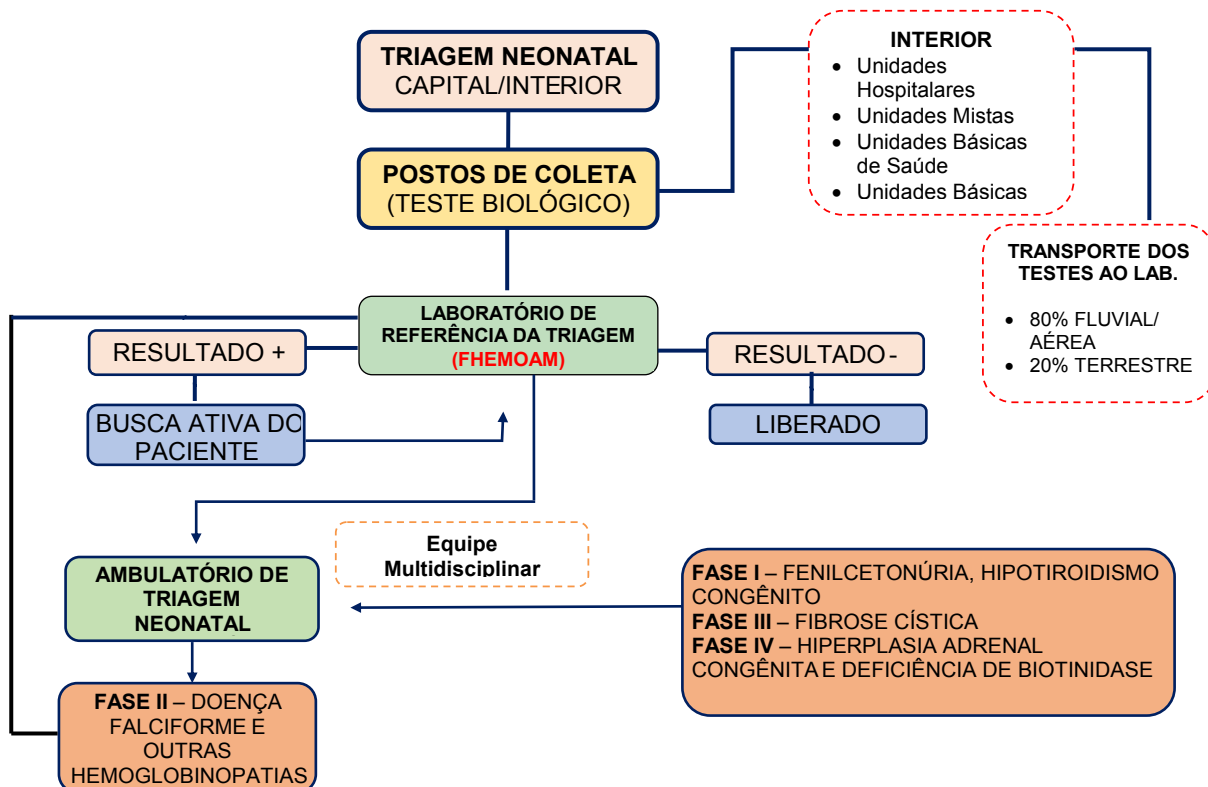 TRIAGEM NEONATAL
CAPITAL/INTERIOR
POSTOS DE COLETA
(TESTE BIOLÓGICO)
INTERIOR
• Unidades
Hospitalares
• Unidades Mistas
• Unidades Básicas
de Saúde
• Unidades Básicas
TRANSPORTE DOS
TESTES AO LAB.
• 80% FLUVIAL/
AÉREA
• 20% TERRESTRE
LABORATÓRIO DE
REFERÊNCIA DA TRIAGEM
(FHEMOAM)
RESULTADO +
BUSCA ATIVA DO
PACIENTE
RESULTADO -
LIBERADO
Equipe
Multidisciplinar
AMBULATÓRIO DE
TRIAGEM
NEONATAL
FASE I – FENILCETONÚRIA, HIPOTIROIDISMO
CONGÊNITO
FASE III – FIBROSE CÍSTICA
FASE IV – HIPERPLASIA ADRENAL
CONGÊNITA E DEFICIÊNCIA DE BIOTINIDASE
FASE II – DOENÇA
FALCIFORME E
OUTRAS
HEMOGLOBINOPATIAS